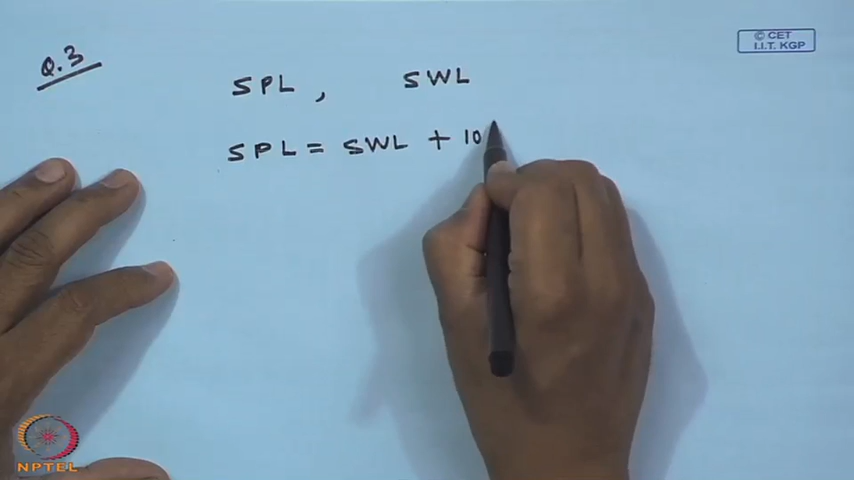 Q.3
© CET
I.I.T. KGP
SPL, SWL
SPL = SWL + 10
NPTEL